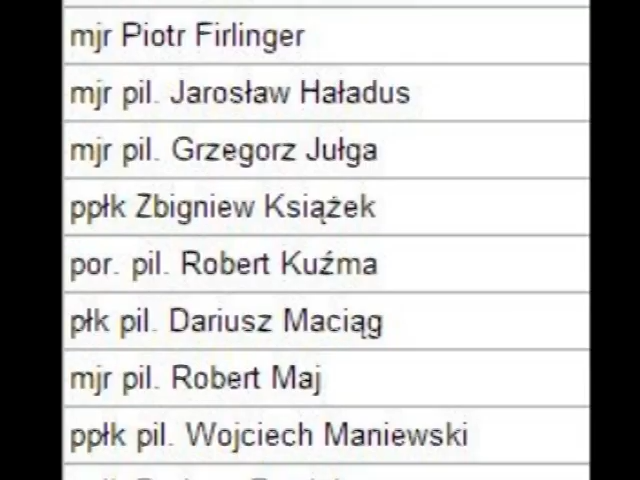 mjr Piotr Firlinger
mjr pil. Jarosław Haładus
mjr pil. Grzegorz Jułga
ppłk Zbigniew Książek
por. pil. Robert Kuźma
płk pil. Dariusz Maciąg
mjr pil. Robert Maj
ppłk pil. Wojciech Maniewski